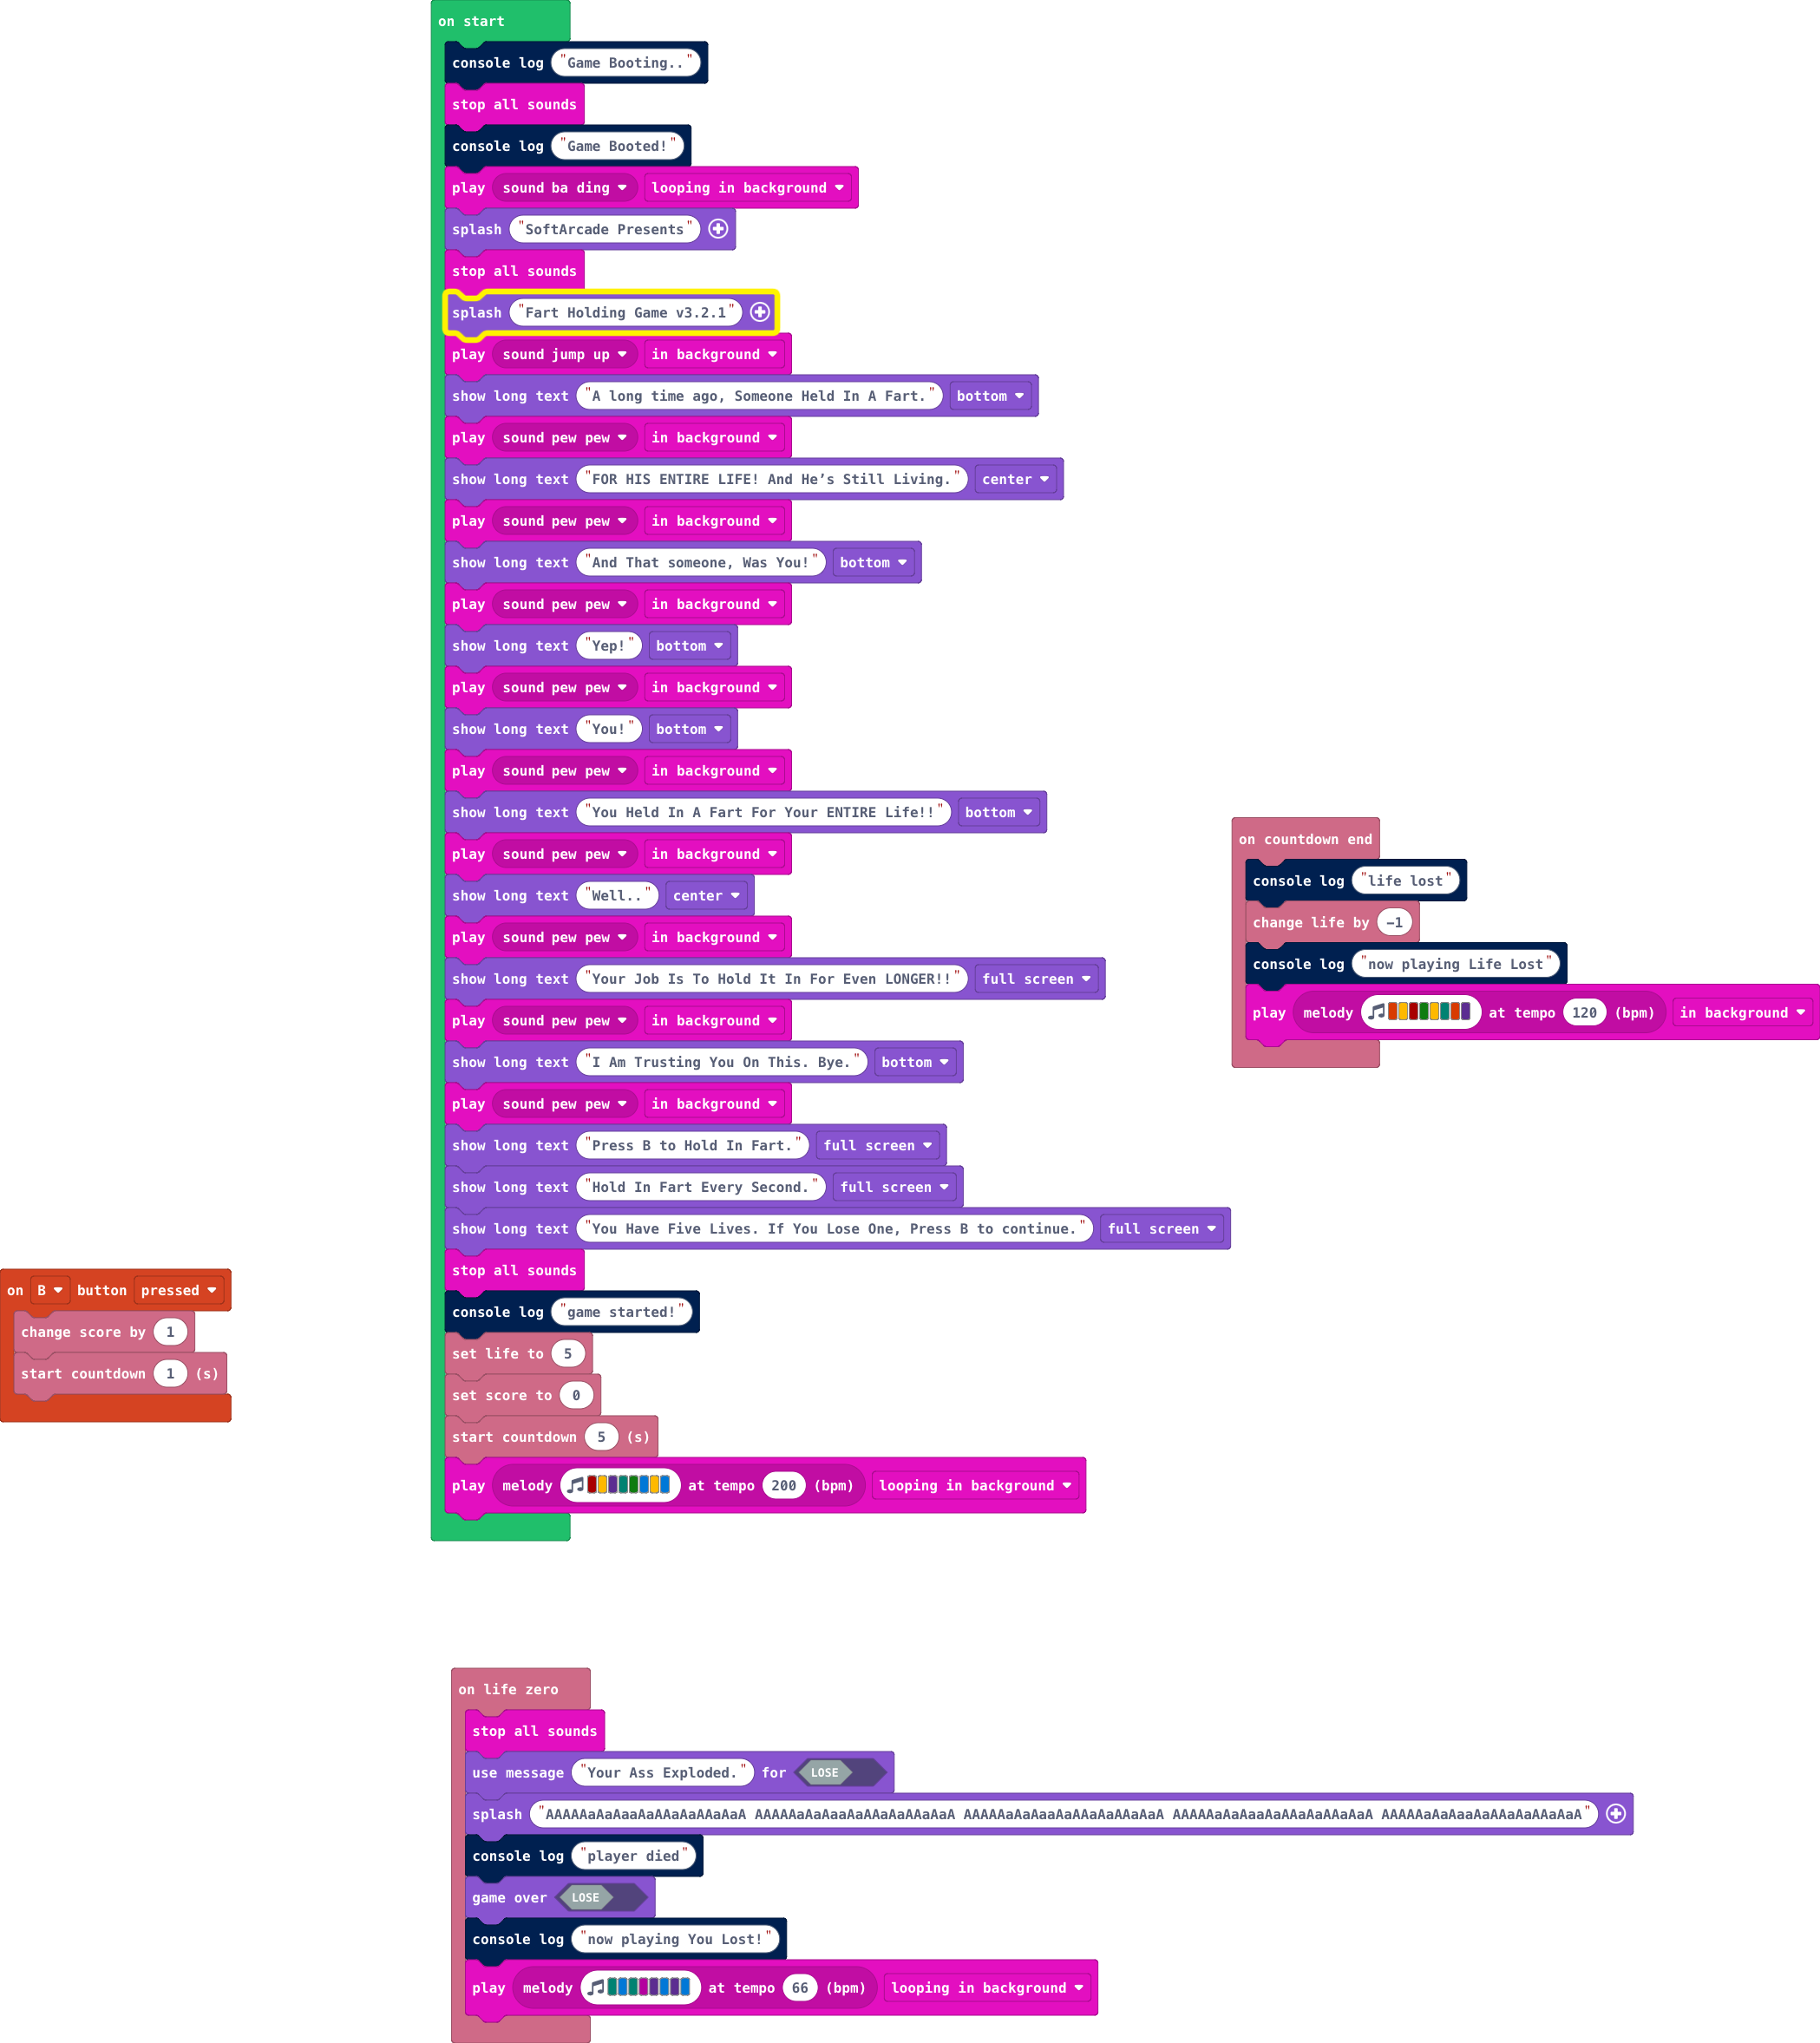 on start
console log "Game Booting.."
stop all sounds
console log "Game Booted!"
play sound ba ding looping in background
splash "SoftArcade Presents"
stop all sounds
splash "Fart Holding Game v3.2.1"
play sound jump up in background
show long text "A long time ago, Someone Held In A Fart." bottom
play sound pew pew in background
show long text "FOR HIS ENTIRE LIFE! And He’s Still Living." center
play sound pew pew in background
show long text "And That someone, Was You!" bottom
play sound pew pew in background
show long text "Yep!" bottom
play sound pew pew in background
show long text "You!" bottom
play sound pew pew in background
show long text "You Held In A Fart For Your ENTIRE Life!!" bottom
play sound pew pew in background
show long text "Well.." center
play sound pew pew in background
show long text "Your Job Is To Hold It In For Even LONGER!!" full screen
play sound pew pew in background
show long text "I Am Trusting You On This. Bye." bottom
play sound pew pew in background
show long text "Press B to Hold In Fart." full screen
show long text "Hold In Fart Every Second." full screen
show long text "You Have Five Lives. If You Lose One, Press B to continue." full screen
stop all sounds
console log "game started!"
set life to 5
set score to 0
start countdown 5 (s)
play melody at tempo 200 (bpm) looping in background
on countdown end
console log "life lost"
change life by -1
console log "now playing Life Lost"
play melody at tempo 120 (bpm) in background
on B button pressed
change score by 1
start countdown 1 (s)
on life zero
stop all sounds
use message "Your Ass Exploded." for LOSE
splash "AAAAAaAaAaaAaAAaAaAAaAaA AAAAAaAaAaaAaAAaAaAAaAaA AAAAAaAaAaaAaAAaAaAAaAaA AAAAAaAaAaaAaAAaAaAAaAaA AAAAAaAaAaaAaAAaAaAAaAaA"
console log "player died"
game over LOSE
console log "now playing You Lost!"
play melody at tempo 66 (bpm) looping in background